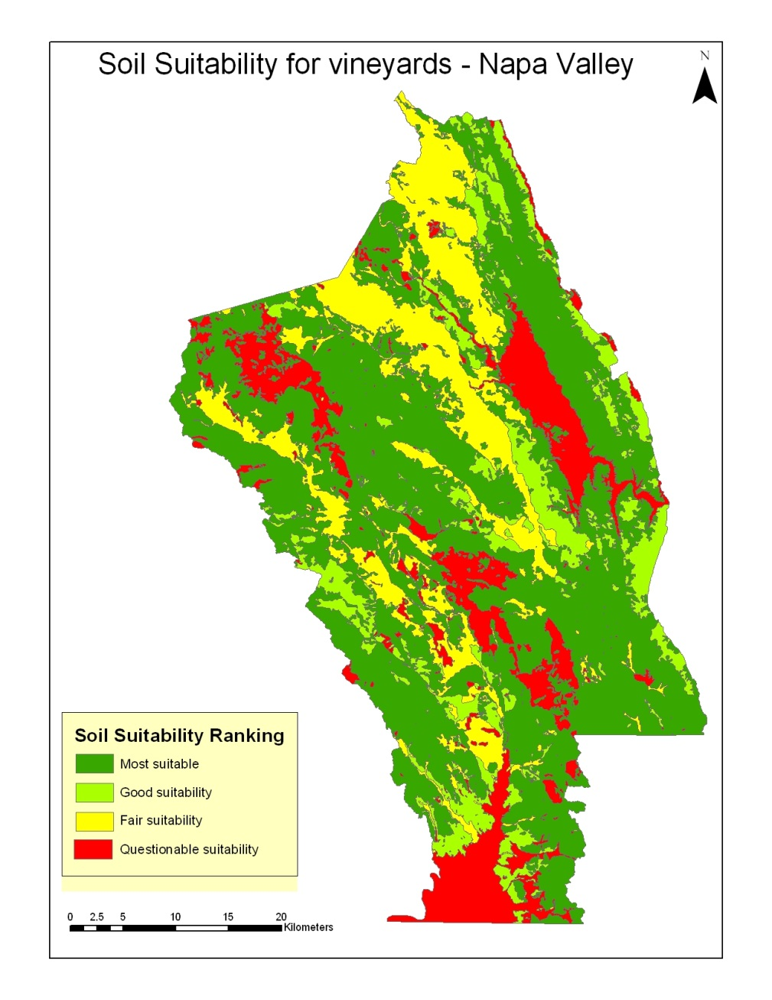 Soil Suitability for vineyards - Napa Valley
N
Soil Suitability Ranking
Most suitable
Good suitability
Fair suitability
Questionable suitability
0 2.5 5 10 15 20
Kilometers